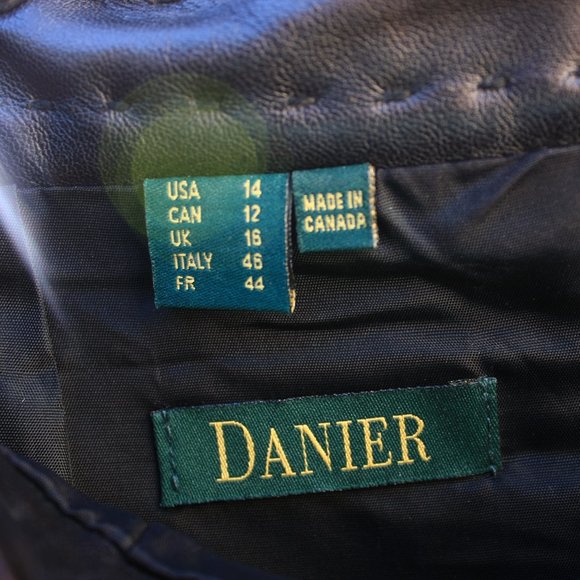 USA 14
CAN 12
UK 16
ITALY 46
FR 44
MADE IN
CANADA
DANIER